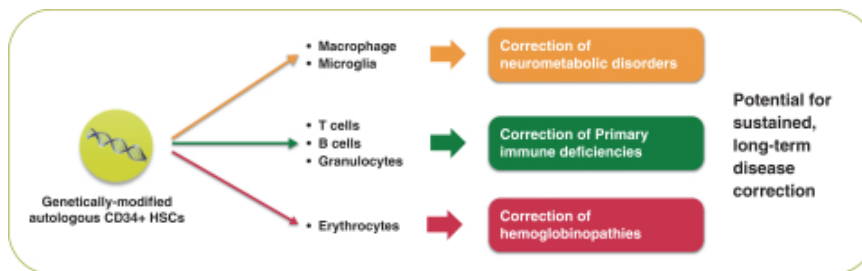 • Macrophage
• Microglia
Correction of
neurometabolic disorders
• T cells
• B cells
• Granulocytes
Correction of Primary
immune deficiencies
• Erythrocytes
Correction of
hemoglobinopathies
Genetically-modified
autologous CD34+ HSCs
Potential for
sustained,
long-term
disease
correction